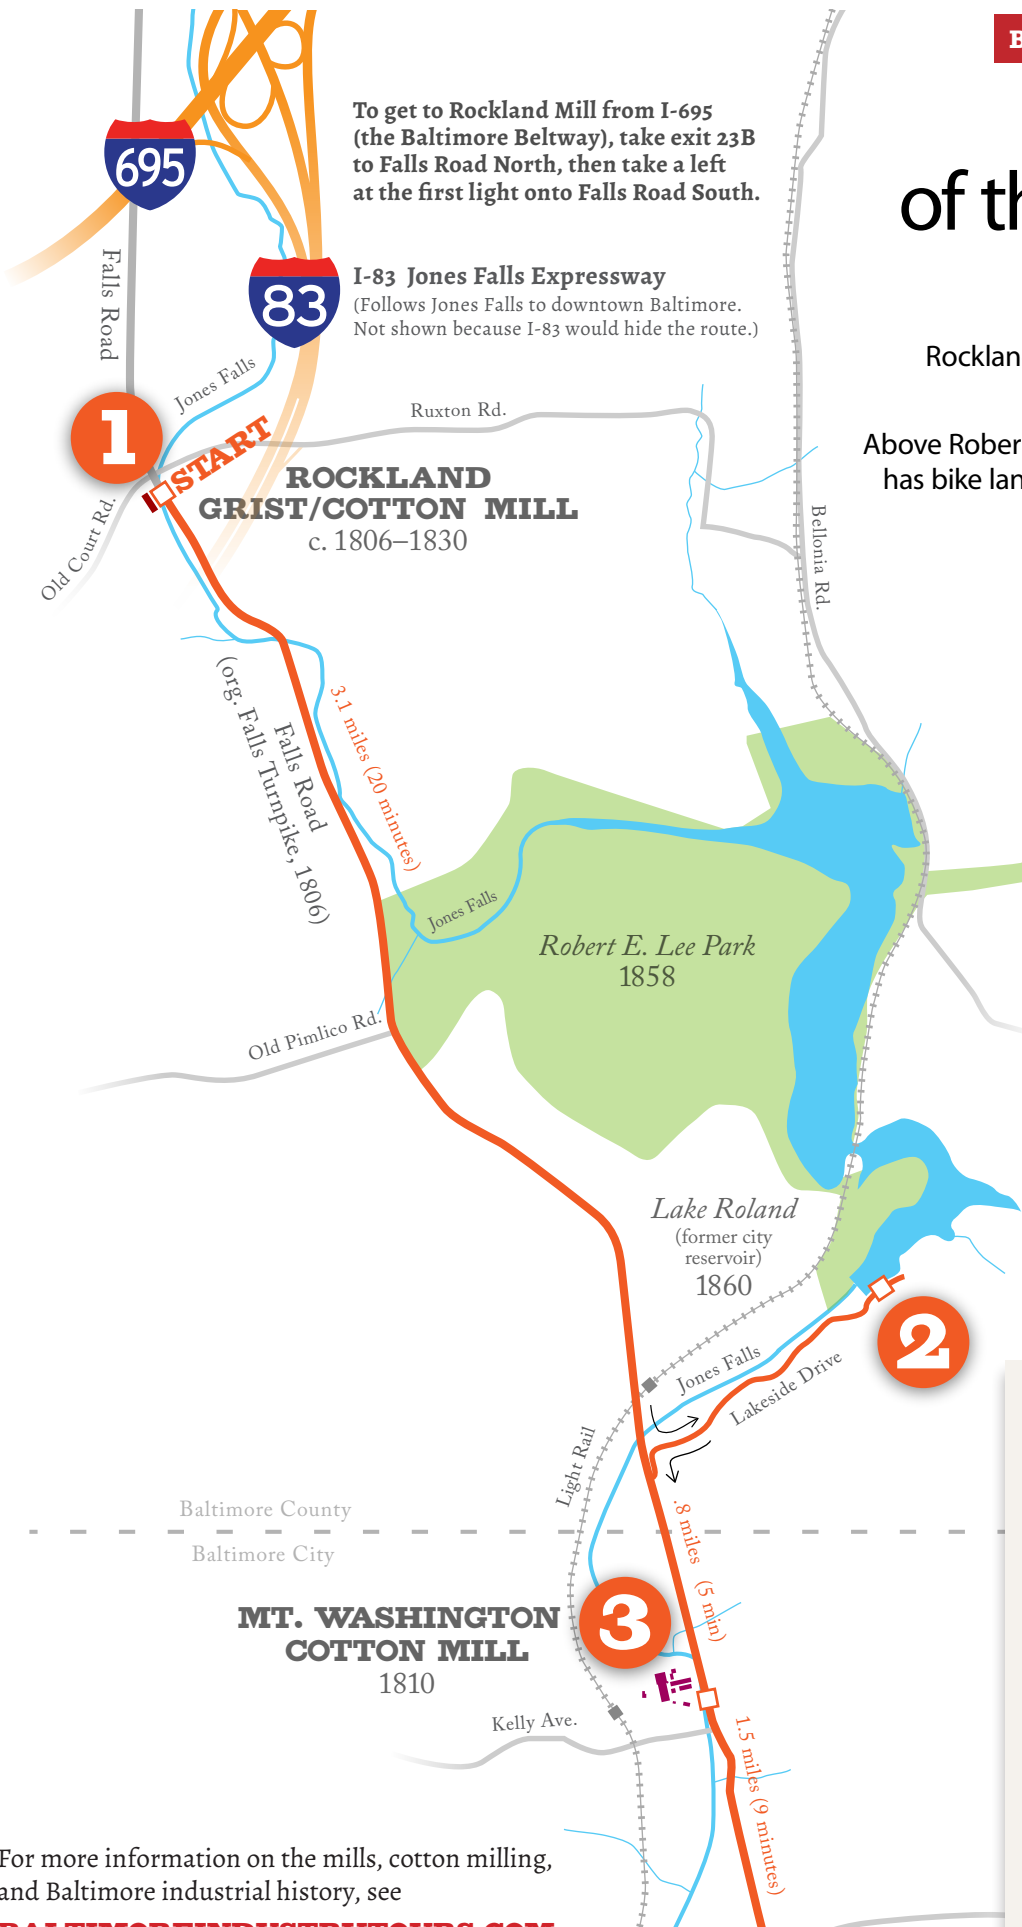 B
695
To get to Rockland Mill from I-695
(the Baltimore Beltway), take exit 23B
to Falls Road North, then take a left
at the first light onto Falls Road South.
of th
Falls Road
83
I-83 Jones Falls Expressway
(Follows Jones Falls to downtown Baltimore.
Not shown because I-83 would hide the route.)
Rocklan
Jones Falls
1
START
Ruxton Rd.
Above Rober
has bike lan
ROCKLAND
GRIST/COTTON MILL
c. 1806–1830
Old Court Rd.
Bellonia Rd.
Falls Road
(org. Falls Turnpike, 1806)
3.1 miles (20 minutes)
Jones Falls
Robert E. Lee Park
1858
Old Pimlico Rd.
Lake Roland
(former city
reservoir)
1860
2
Jones Falls
Lakeside Drive
Light Rail
Baltimore County
Baltimore City
.8 miles (5 min)
3
MT. WASHINGTON
COTTON MILL
1810
Kelly Ave.
1.5 miles (9 minutes)
For more information on the mills, cotton milling,
and Baltimore industrial history, see
BALTIMOREINDUSTRYTOURS.COM